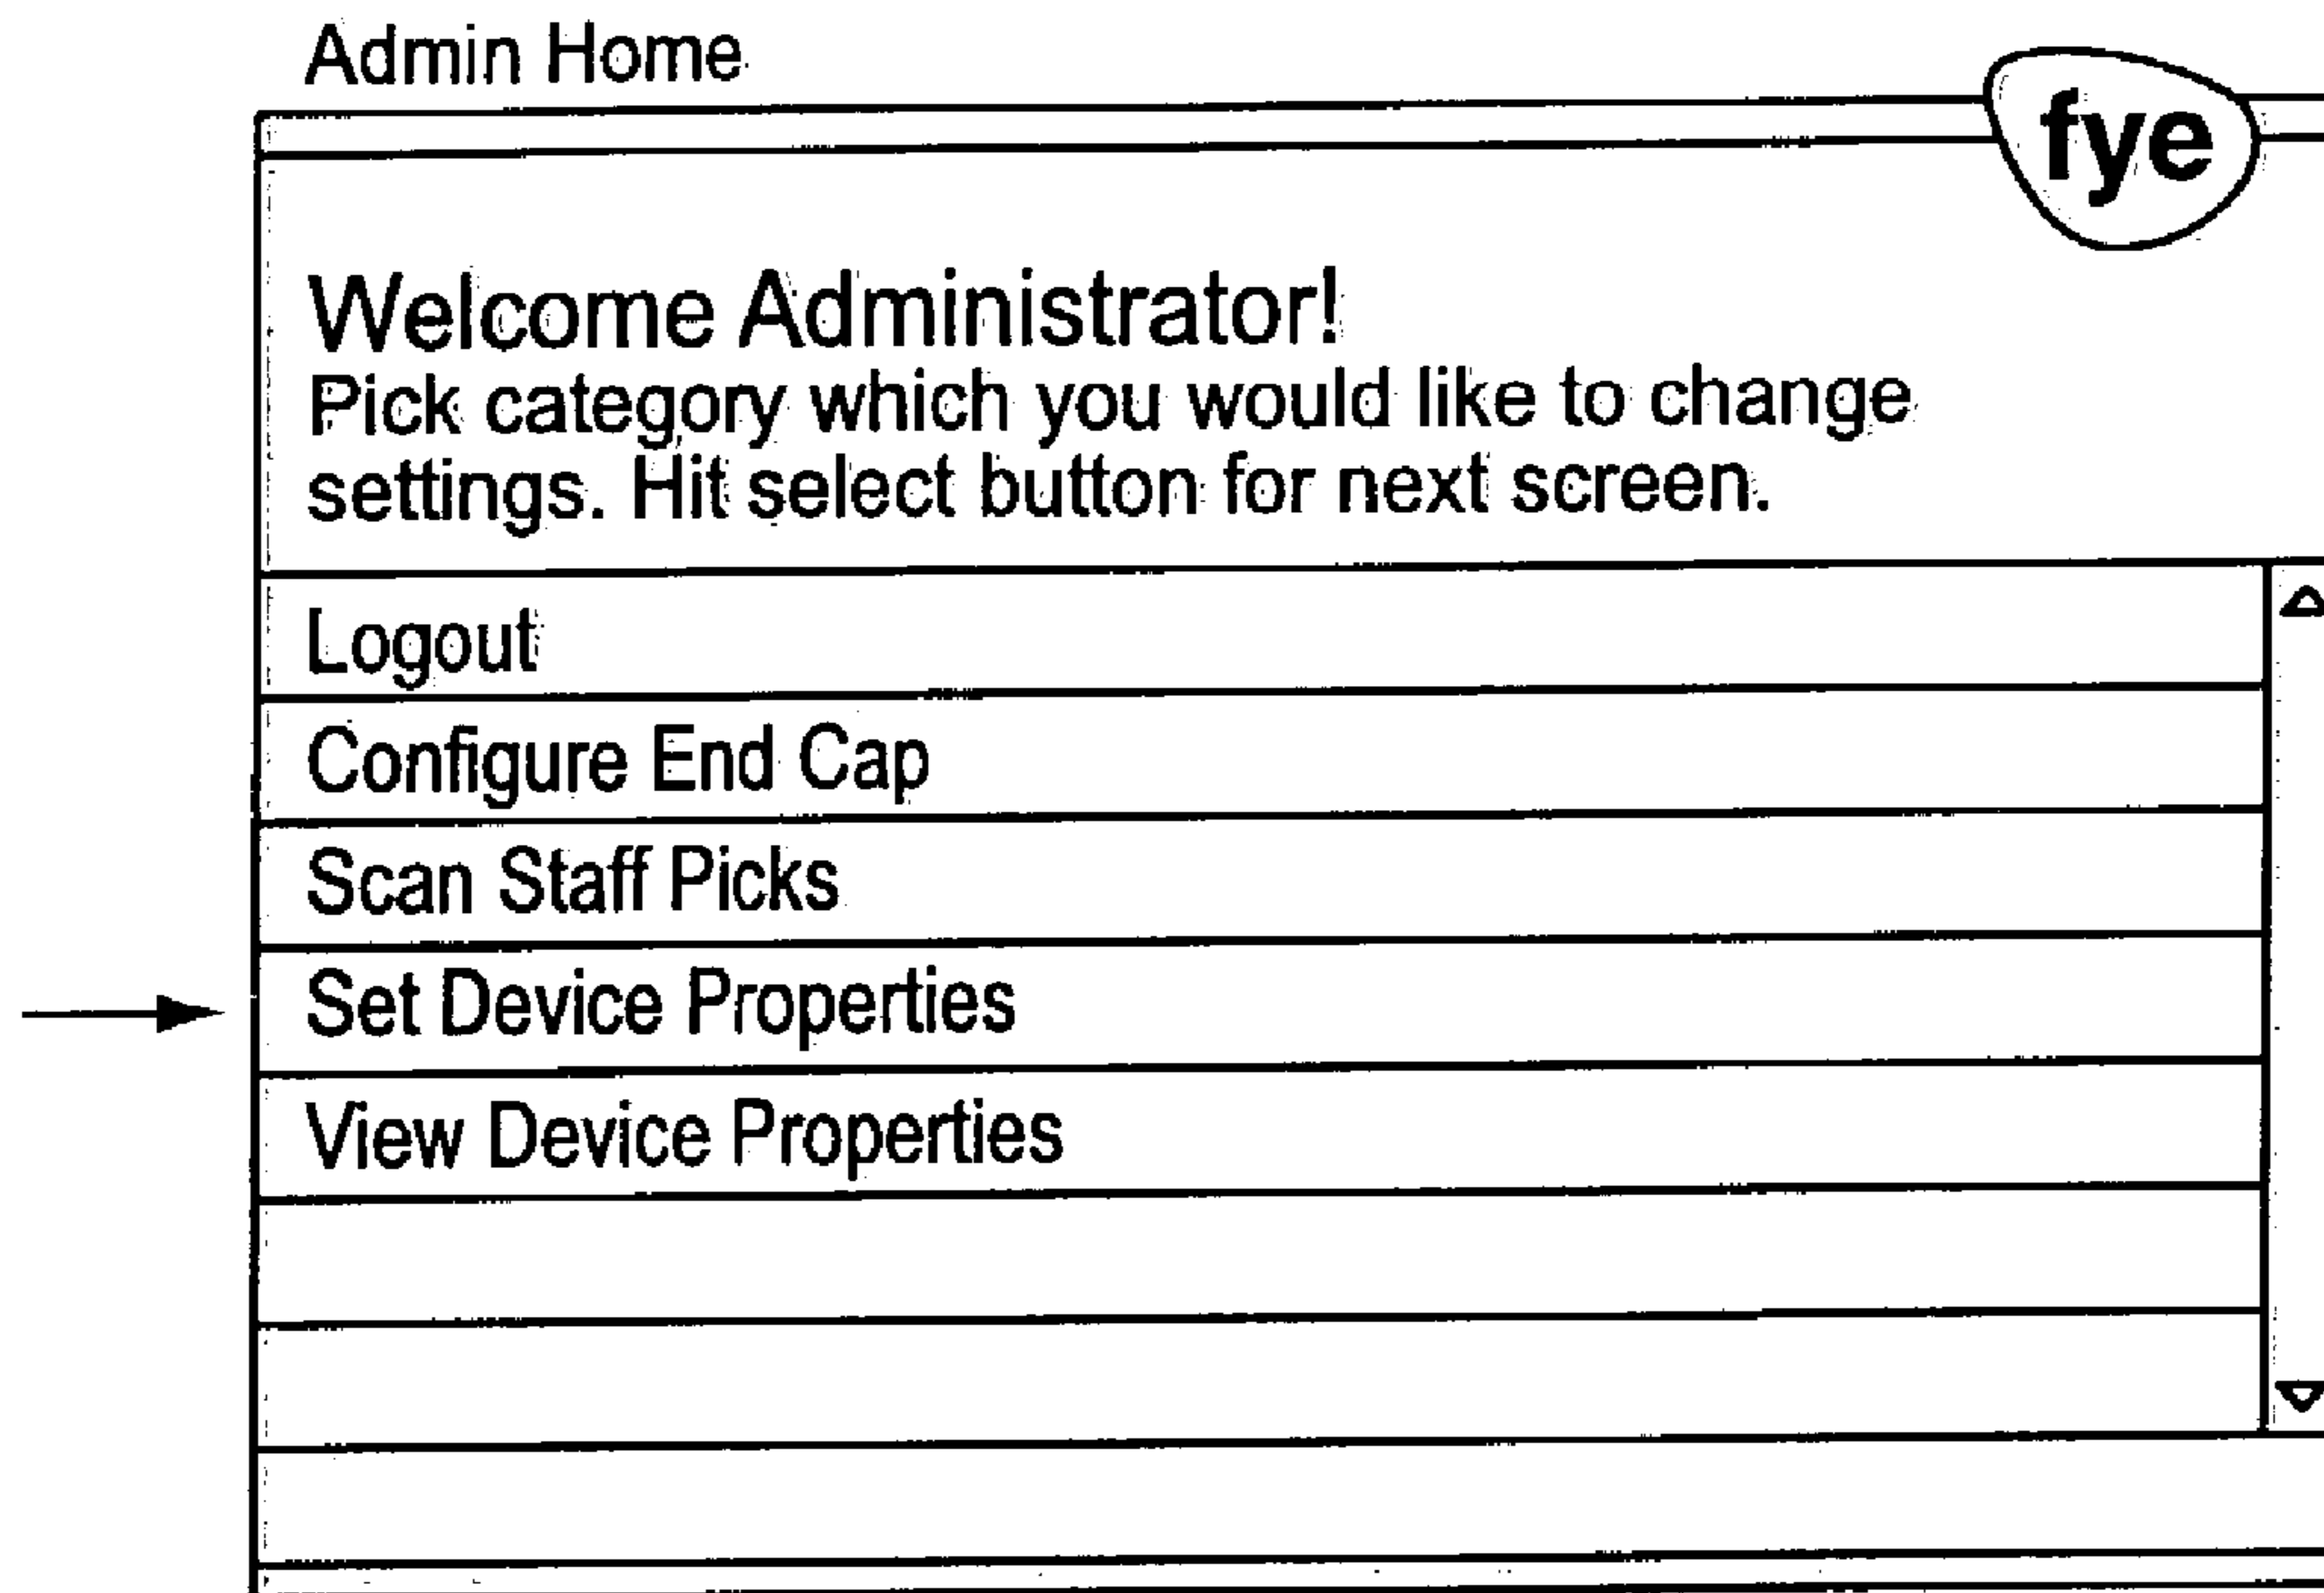 Admin Home
fye
Welcome Administrator!
Pick category which you would like to change
settings. Hit select button for next screen.
Logout
Configure End Cap
Scan Staff Picks
Set Device Properties
View Device Properties